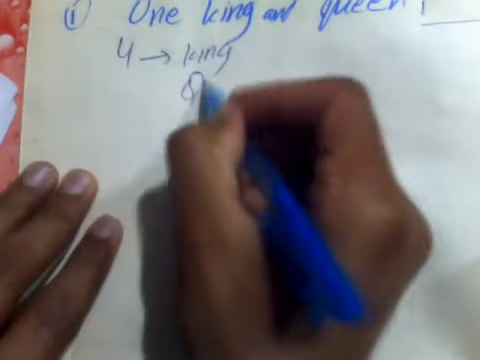 ① One king and queen
4 → king
Q